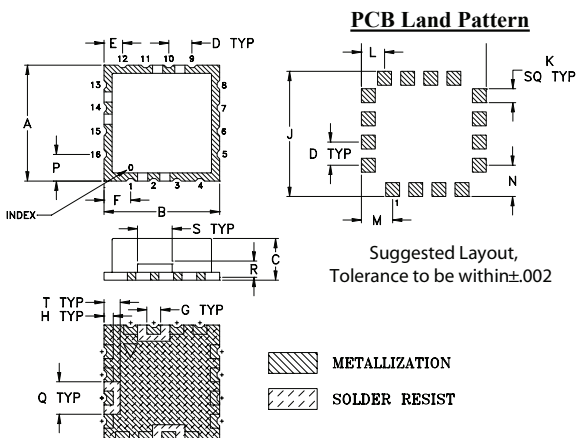 PCB Land Pattern
E
D TYP
12 11 10 9
13
14
15
16
8
7
6
5
A
P
0
1 2 3 4
F
B
INDEX
L
K
SQ TYP
J
D TYP
N
M
1
S TYP
C
R
Suggested Layout,
Tolerance to be within±.002
T TYP
H TYP
G TYP
Q TYP
METALLIZATION
SOLDER RESIST